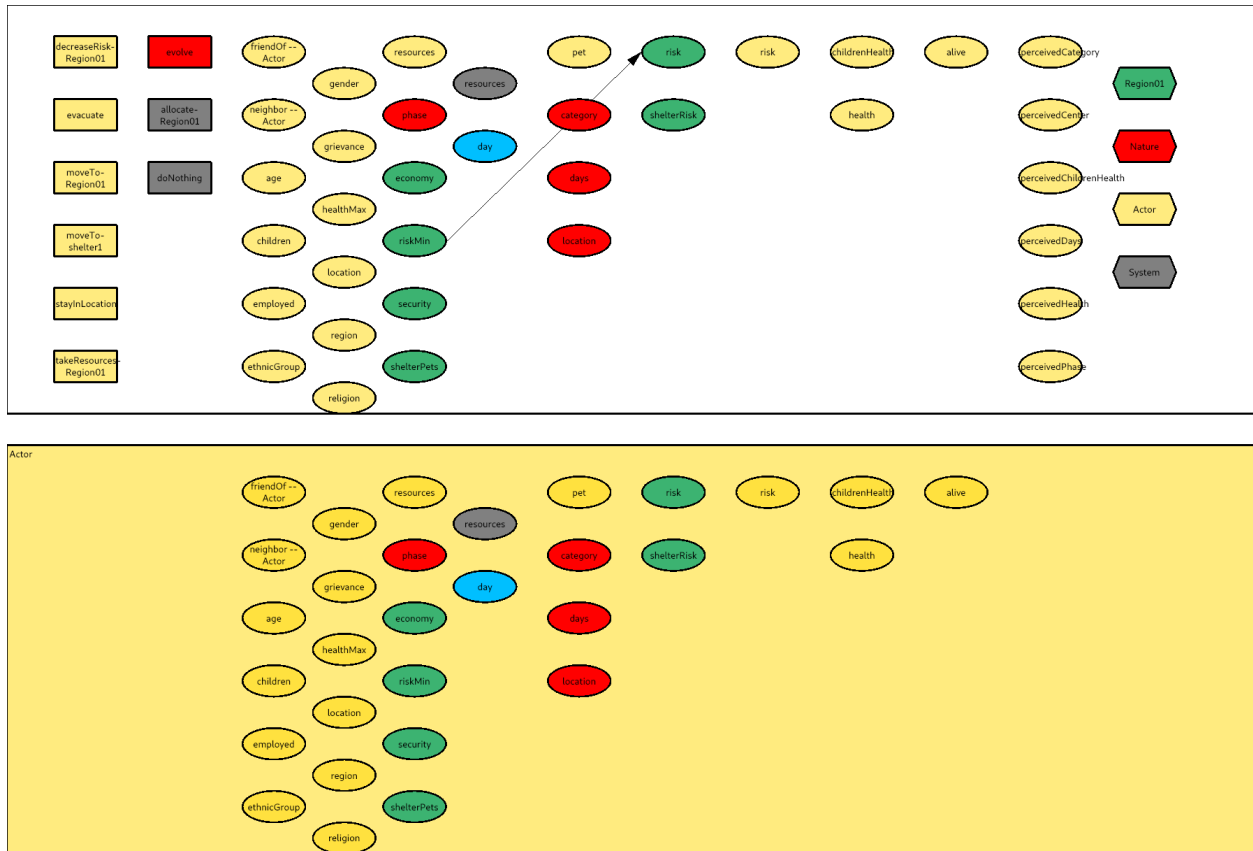 decreaseRisk-
Region01
evolve
friendOf --
Actor
resources
pet
risk
risk
childrenHealth
alive
perceivedCategory
gender
resources
Region01
evacuate
allocate-
Region01
neighbor --
Actor
phase
category
shelterRisk
health
perceivedCenter
grievance
day
Nature
moveTo-
Region01
doNothing
age
economy
days
perceivedChildrenHealth
healthMax
Actor
moveTo-
shelter1
children
riskMin
location
perceivedDays
location
System
stayInLocation
employed
security
perceivedHealth
region
takeResources-
Region01
ethnicGroup
shelterPets
perceivedPhase
religion
Actor
friendOf --
Actor
resources
pet
risk
risk
childrenHealth
alive
gender
resources
neighbor --
Actor
phase
category
shelterRisk
health
grievance
day
age
economy
days
healthMax
children
riskMin
location
location
employed
security
region
ethnicGroup
shelterPets
religion